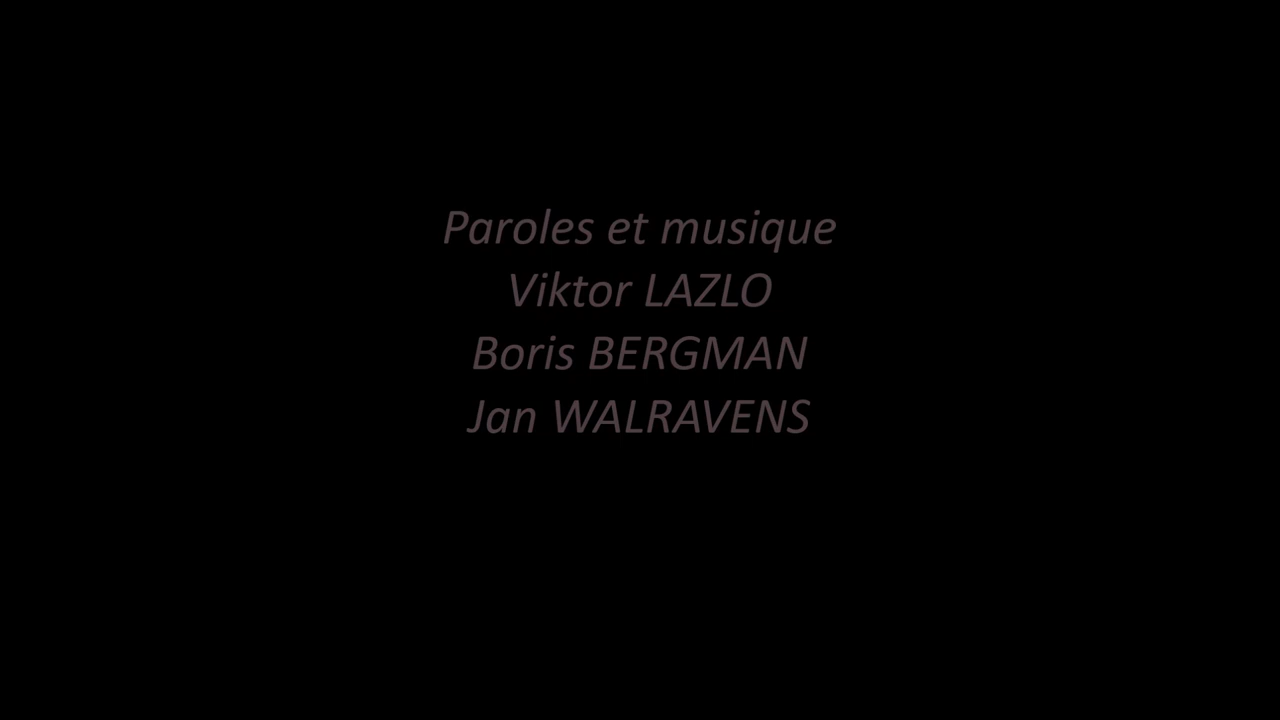 Paroles et musique
Viktor LAZLO
Boris BERGMAN
Jan WALRAVENS